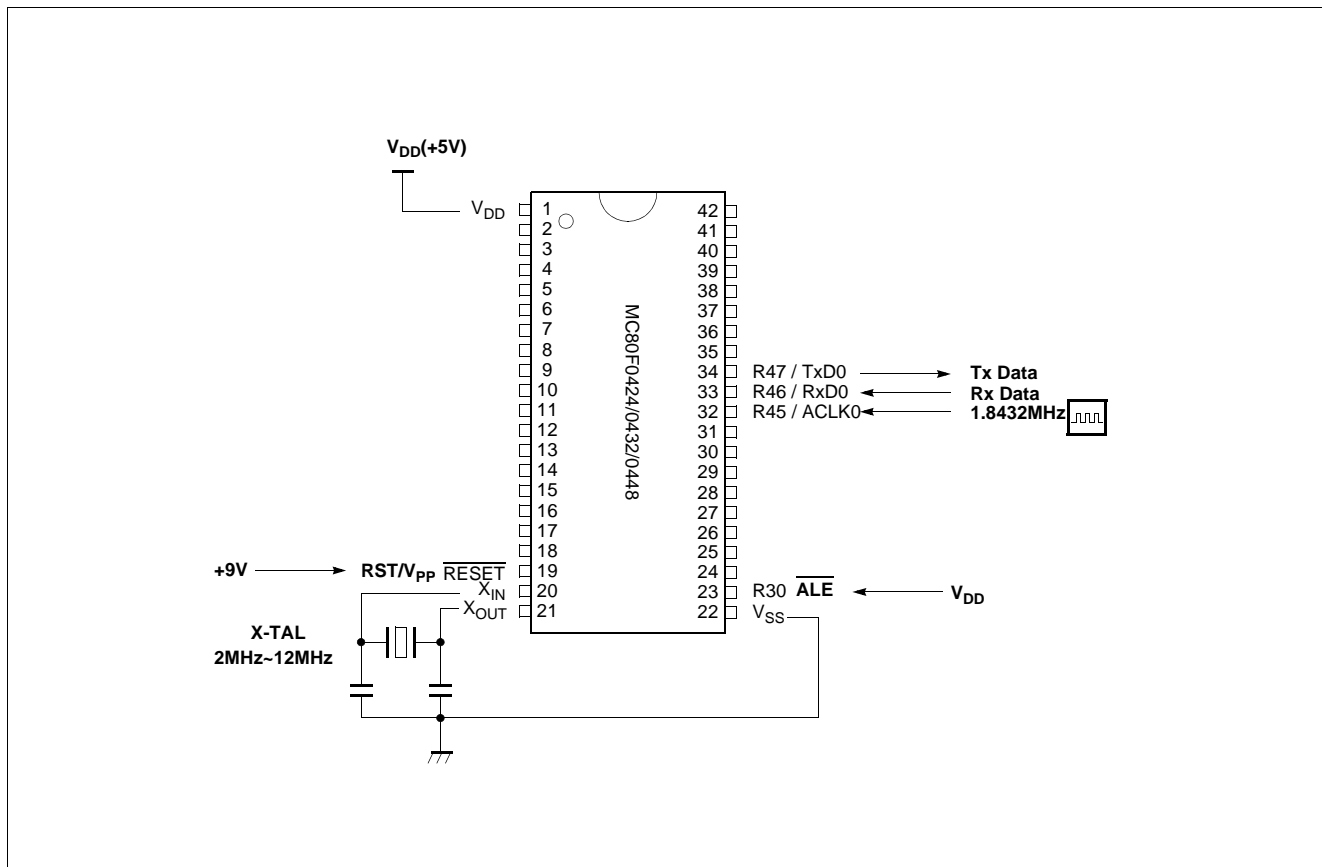 VDD(+5V)
VDD
1 42
2 41
3 40
4 39
5 38
6 37
7 36
8 35
9 34 R47 / TxD0 Tx Data
10 33 R46 / RxD0 Rx Data
11 32 R45 / ACLK0 1.8432MHz
12 31
13 30
14 29
15 28
16 27
17 26
18 25
19 24
20 23
21 22
MC80F0424/0432/0448
+9V RST/VPP RESET
XIN
XOUT
X-TAL
2MHz~12MHz
R30 ALE VDD
VSS